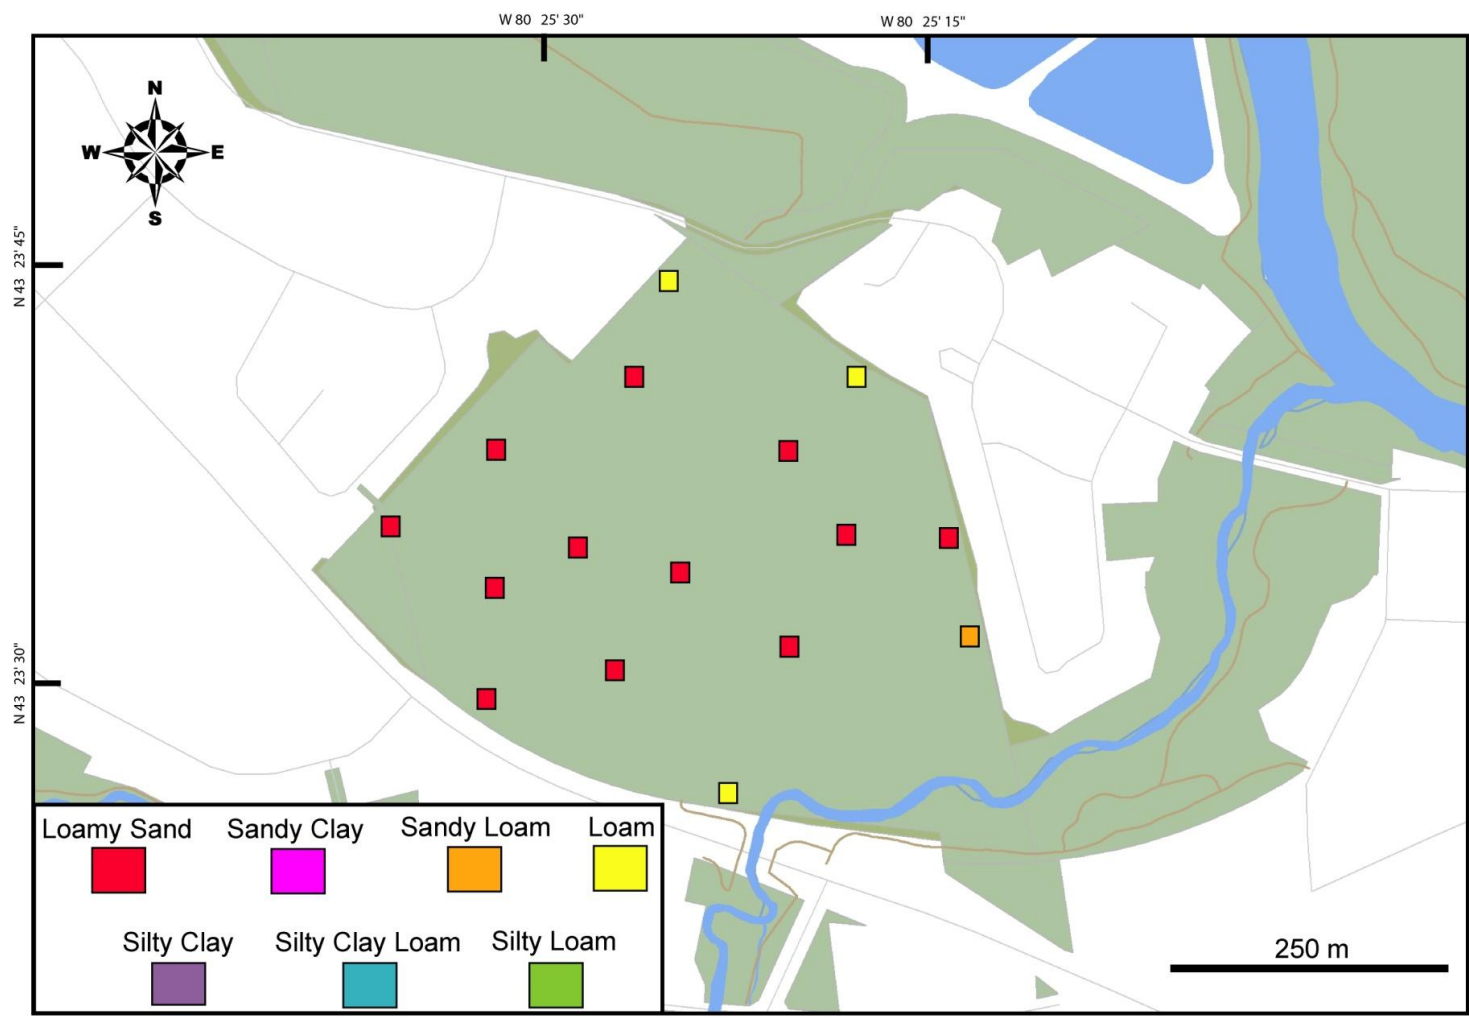 W 80 25' 30"
W 80 25' 15"
N
W
E
S
N 43 23' 45"
N 43 23' 30"
Loamy Sand
Sandy Clay
Sandy Loam
Loam
Silty Clay
Silty Clay Loam
Silty Loam
250 m